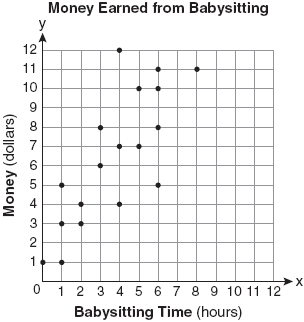 Money Earned from Babysitting
y
12
11
10
9
8
7
6
5
4
3
2
1
0 1 2 3 4 5 6 7 8 9 10 11 12 x
Money (dollars)
Babysitting Time (hours)